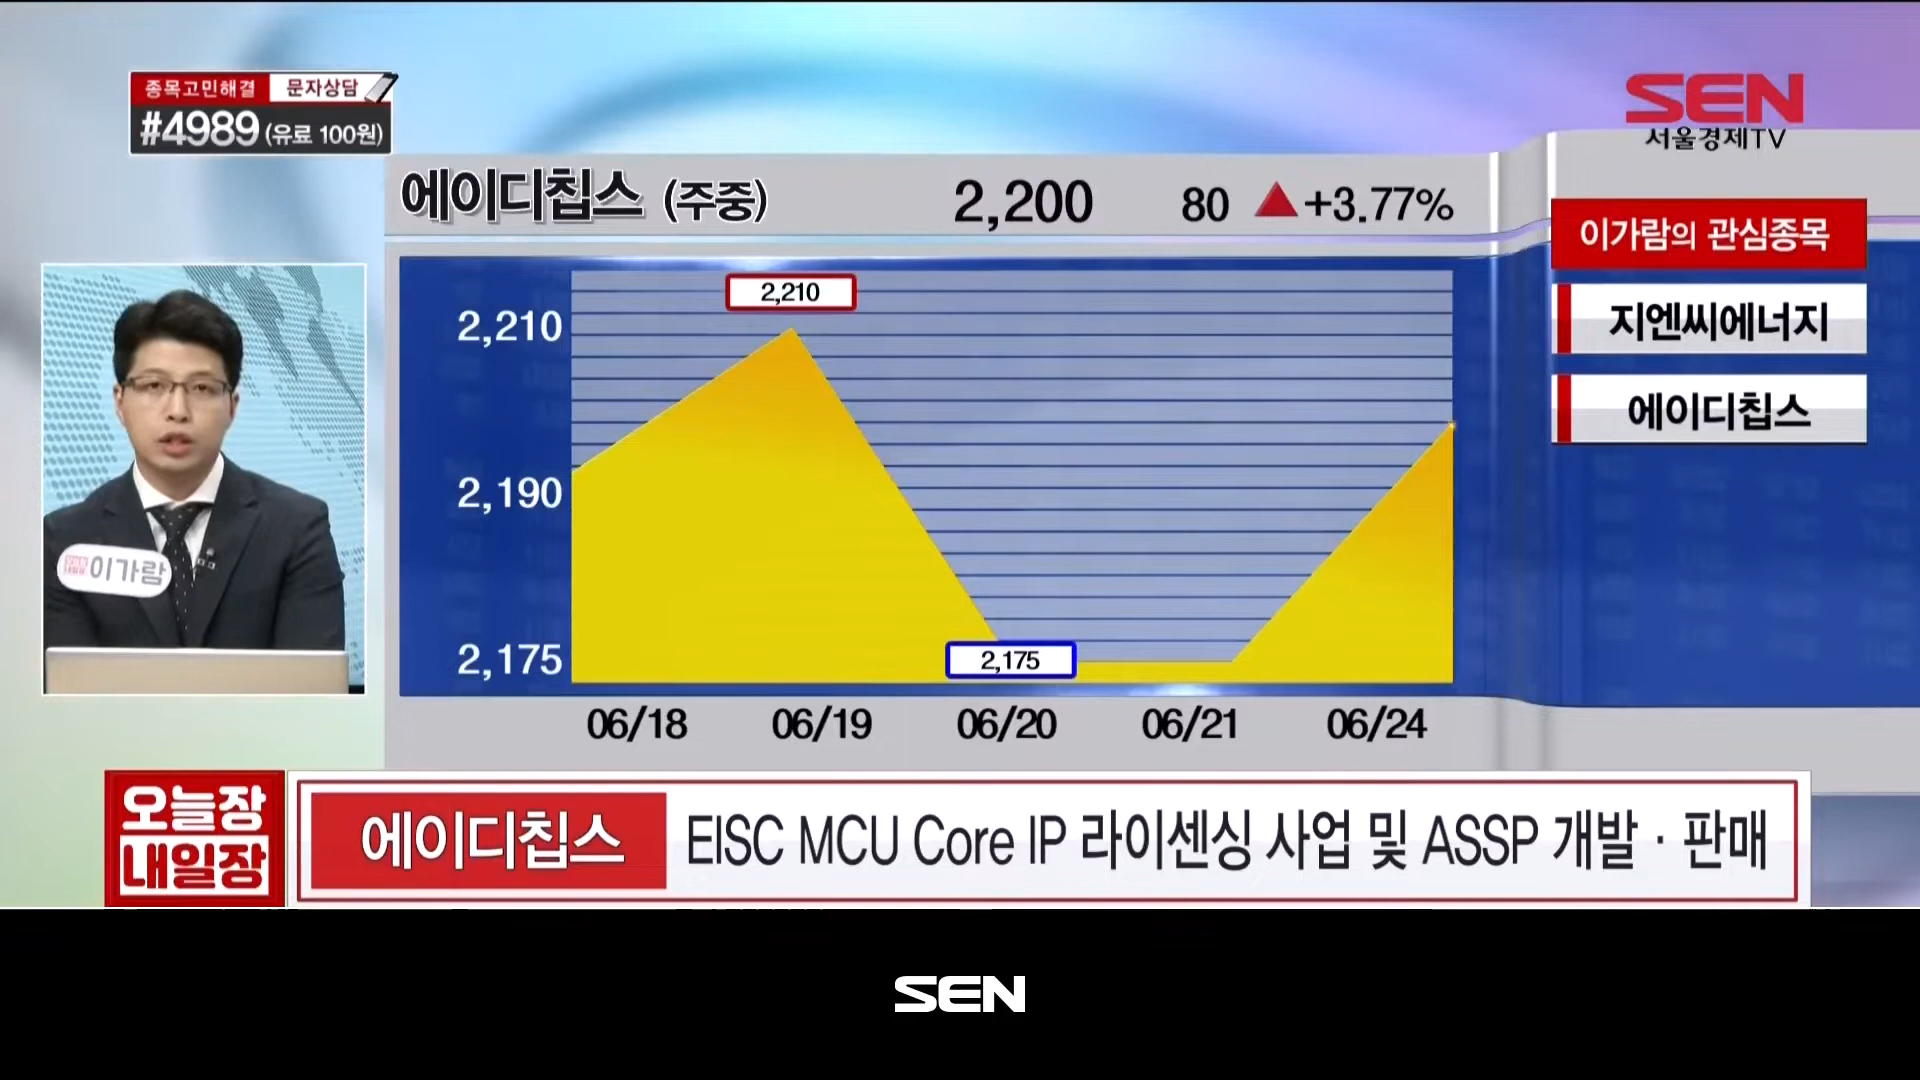 종목고민해결 문자상담
#4989 (유료 100원)
SEN
서울경제TV
에이디칩스 (주중) 2,200 80 ▲+3.77%
이가람의 관심종목
지엔씨에너지
에이디칩스
2,210
2,210
2,190
2,175
2,175
06/18 06/19 06/20 06/21 06/24
이가람
오늘장
내일장
에이디칩스 EISC MCU Core IP 라이센싱 사업 및 ASSP 개발 · 판매
SEN